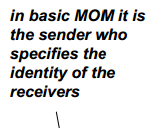 in basic MOM it is
the sender who
specifies the
identity of the
receivers